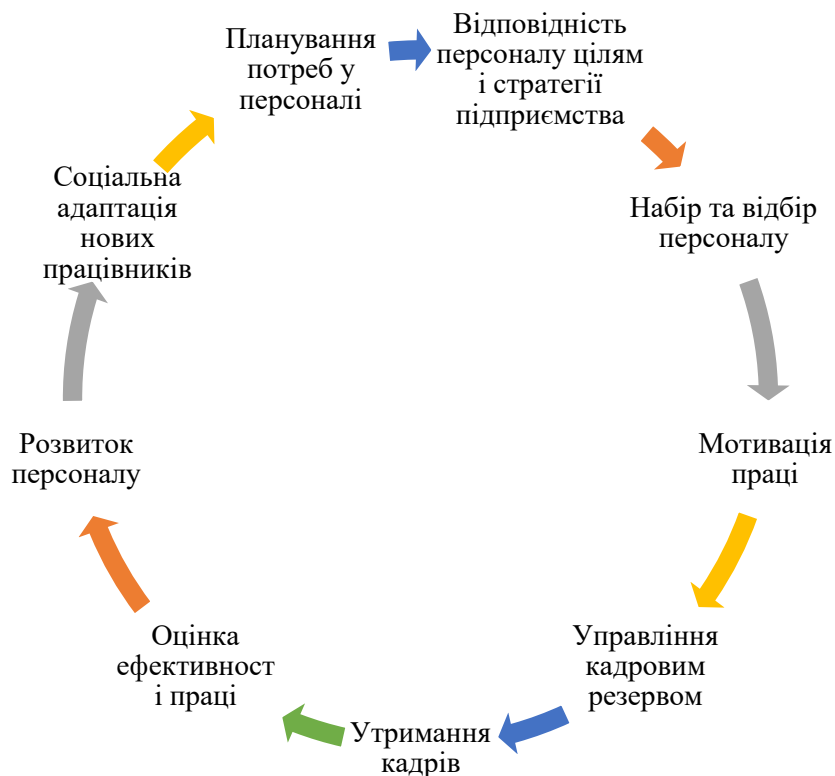 Планування
потреб у
персоналі
Відповідність
персоналу цілям
і стратегії
підприємства
Набір та відбір
персоналу
Мотивація
праці
Управління
кадровим
резервом
Утримання
кадрів
Оцінка
ефективност
і праці
Розвиток
персоналу
Соціальна
адаптація
нових
працівників